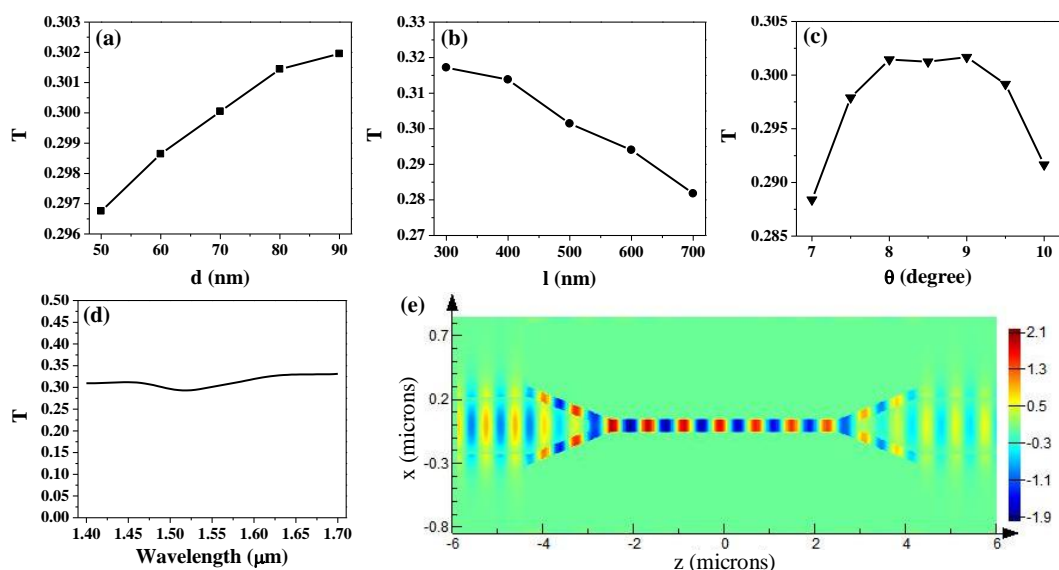 (a)
T
0.303
0.302
0.301
0.300
0.299
0.298
0.297
0.296
50 60 70 80 90
d (nm)
(b)
T
0.33
0.32
0.31
0.30
0.29
0.28
0.27
300 400 500 600 700
l (nm)
(c)
T
0.305
0.300
0.295
0.290
0.285
7 8 9 10
θ (degree)
(d)
T
0.50
0.45
0.40
0.35
0.30
0.25
0.20
0.15
0.10
0.05
0.00
1.40 1.45 1.50 1.55 1.60 1.65 1.70
Wavelength (μm)
(e)
x (microns)
0.7
0.2
-0.3
-0.8
-6 -4 -2 0 2 4 6
z (microns)
2.1
1.3
0.5
-0.3
-1.1
-1.9